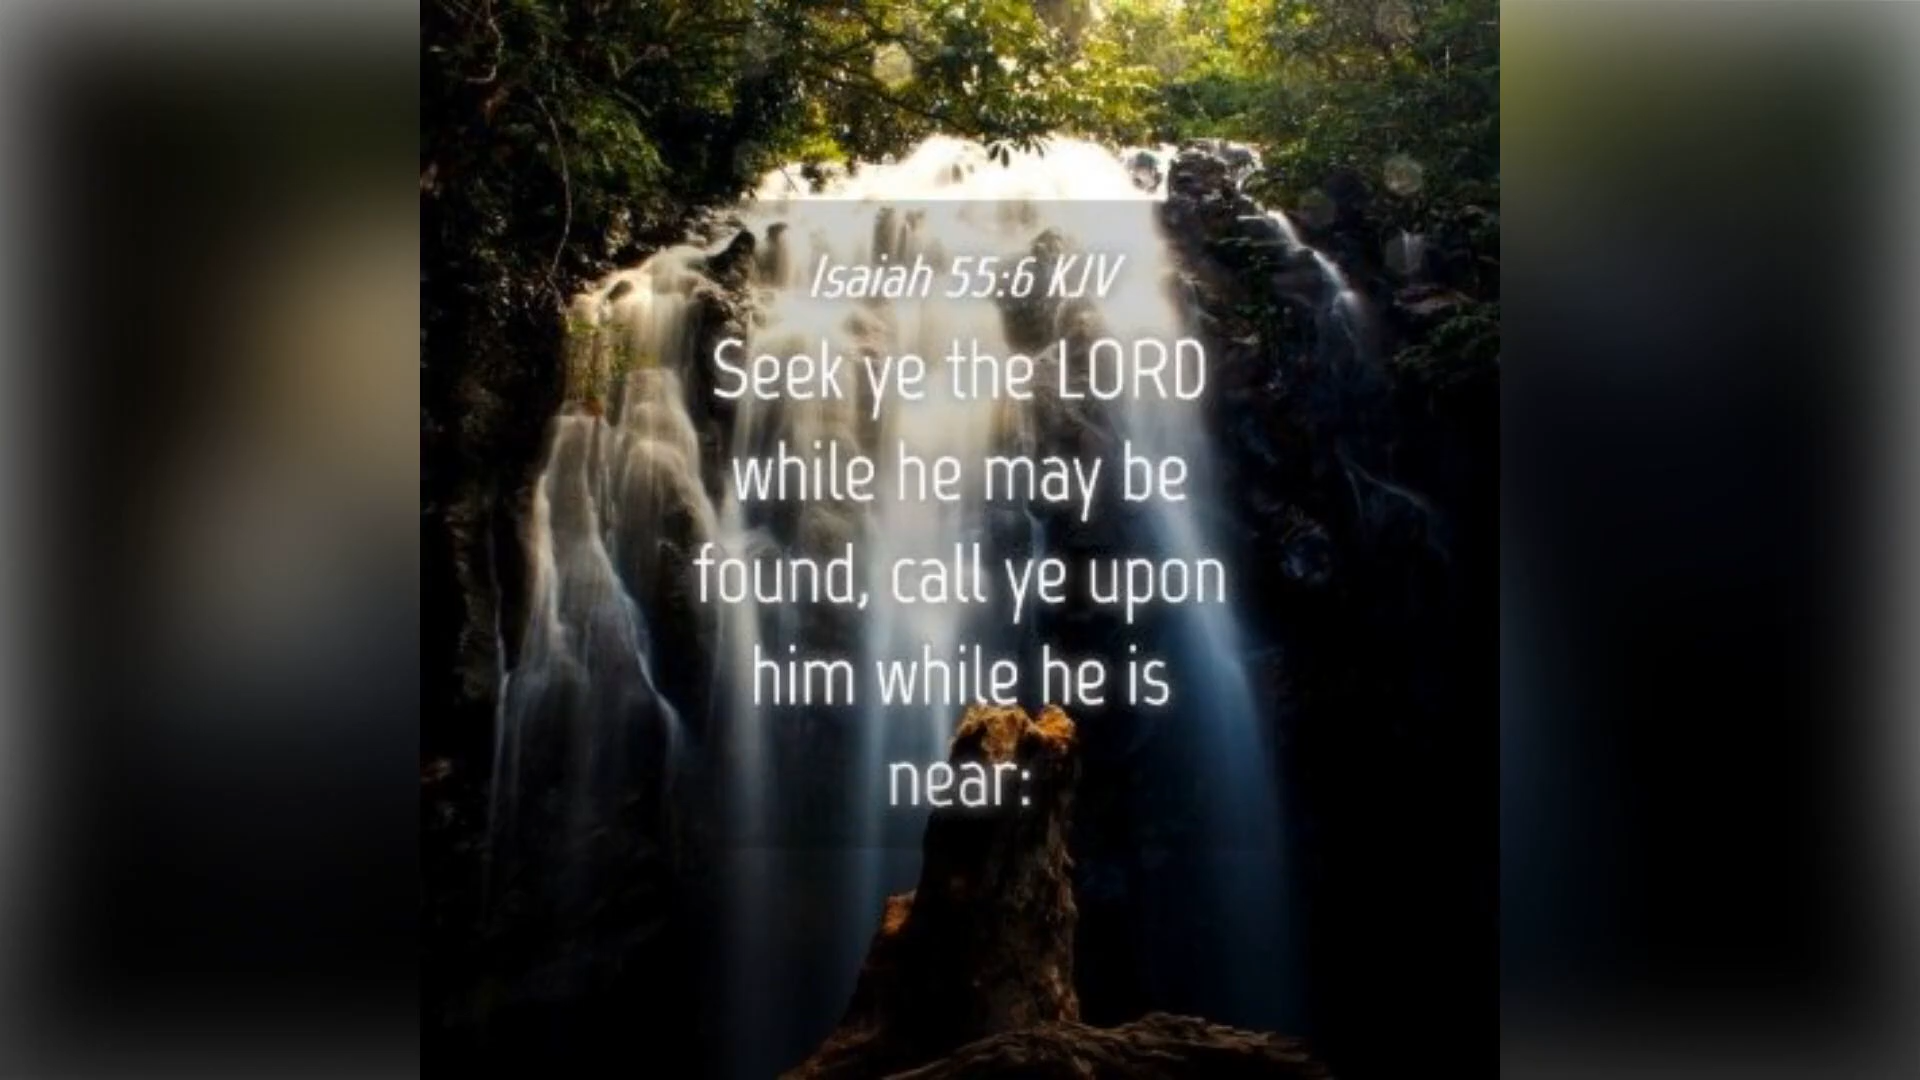 Isaiah 55:6 KJV
Seek ye the LORD
while he may be
found, call ye upon
him while he is
near: